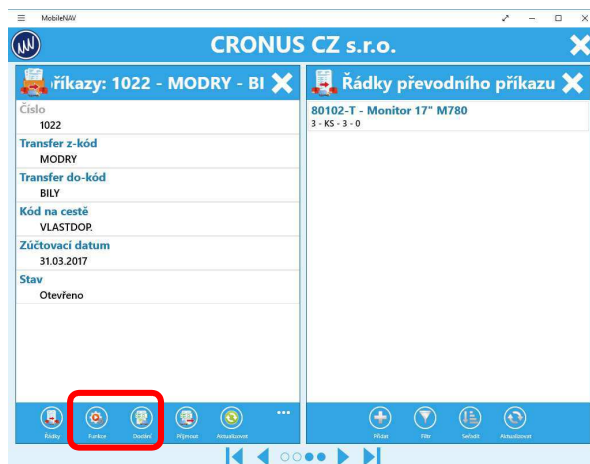 MobileNAV
CRONUS CZ s.r.o.
říkazy: 1022 - MODRY - BI
Číslo
1022
Transfer z-kód
MODRY
Transfer do-kód
BILY
Kód na cestě
VLASTDOP.
Zúčtovací datum
31.03.2017
Stav
Otevřeno
Řádky Funkce Dodání Přijmout Aktualizovat
Řádky převodního příkazu
80102-T - Monitor 17" M780
3 - KS - 3 - 0
Přidat Filtr Seřadit Aktualizovat